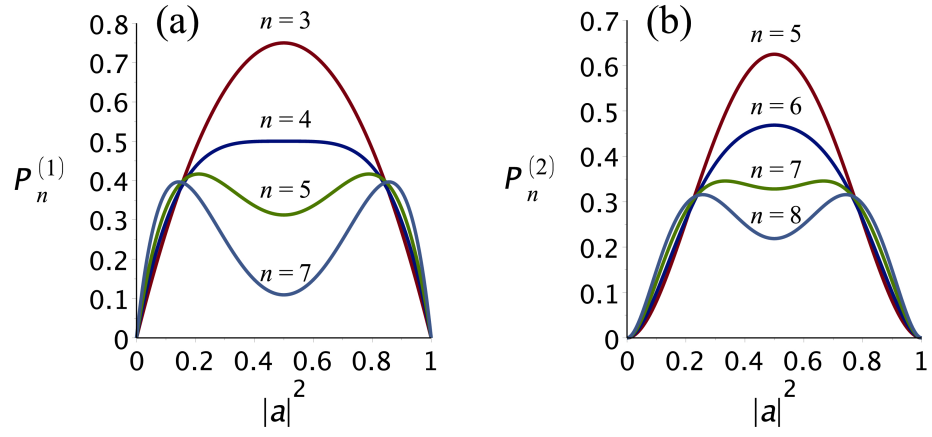 (a)
n = 3
n = 4
n = 5
n = 7
P_n^(1)
0.8
0.7
0.6
0.5
0.4
0.3
0.2
0.1
0
0 0.2 0.4 0.6 0.8 1
|a|^2
(b)
n = 5
n = 6
n = 7
n = 8
P_n^(2)
0.7
0.6
0.5
0.4
0.3
0.2
0.1
0
0 0.2 0.4 0.6 0.8 1
|a|^2